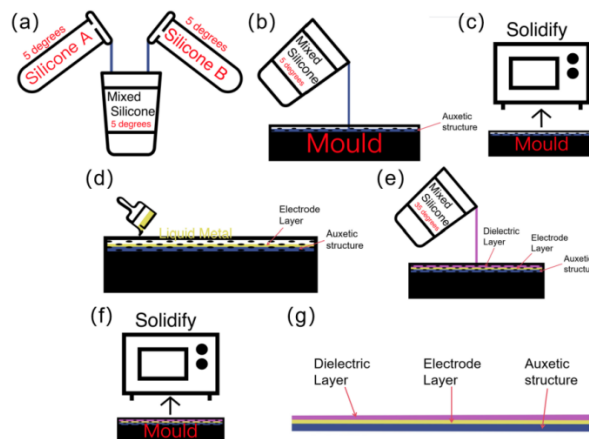 (a)
5 degrees
Silicone A
5 degrees
Silicone B
Mixed
Silicone
5 degrees
(b)
Mixed
Silicone
5 degrees
Auxetic
structure
Mould
(c)
Solidify
Mould
(d)
Liquid Metal
Electrode
Layer
Auxetic
structure
(e)
Mixed
Silicone
35 degrees
Dielectric
Layer
Electrode
Layer
Auxetic
structure
(f)
Solidify
Mould
(g)
Dielectric
Layer
Electrode
Layer
Auxetic
structure